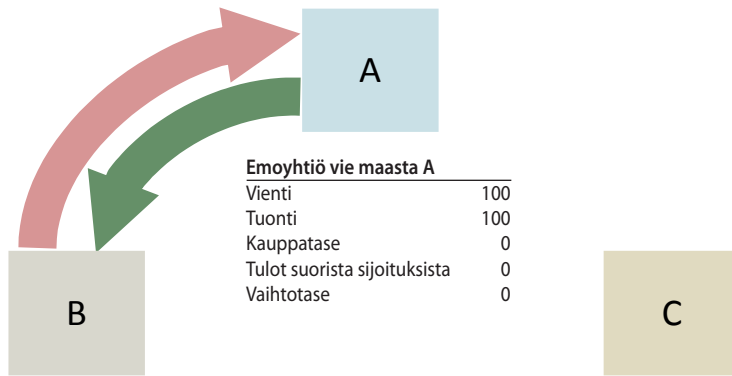 A
Emoyhtiö vie maasta A
Vienti 100
Tuonti 100
Kauppatase 0
Tulot suorista sijoituksista 0
Vaihtotase 0
B
C